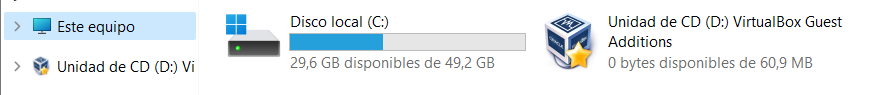 Este equipo
Unidad de CD (D:) Vi
Disco local (C:)
29,6 GB disponibles de 49,2 GB
Unidad de CD (D:) VirtualBox Guest
Additions
0 bytes disponibles de 60,9 MB